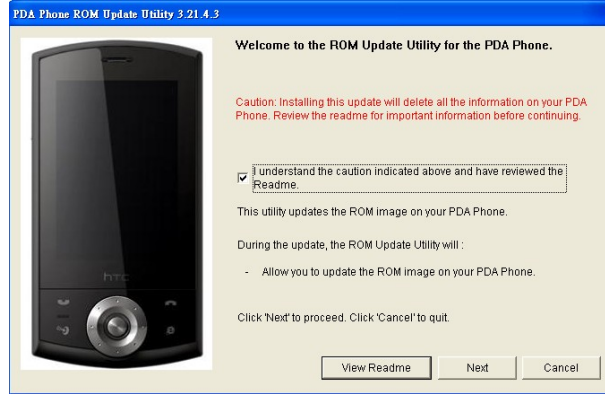 PDA Phone ROM Update Utility 3.21.4.3
Welcome to the ROM Update Utility for the PDA Phone.
Caution: Installing this update will delete all the information on your PDA
Phone. Review the readme for important information before continuing.
I understand the caution indicated above and have reviewed the
Readme.
This utility updates the ROM image on your PDA Phone.
During the update, the ROM Update Utility will :
- Allow you to update the ROM image on your PDA Phone.
hTC
Click 'Next' to proceed. Click 'Cancel' to quit.
View Readme Next Cancel